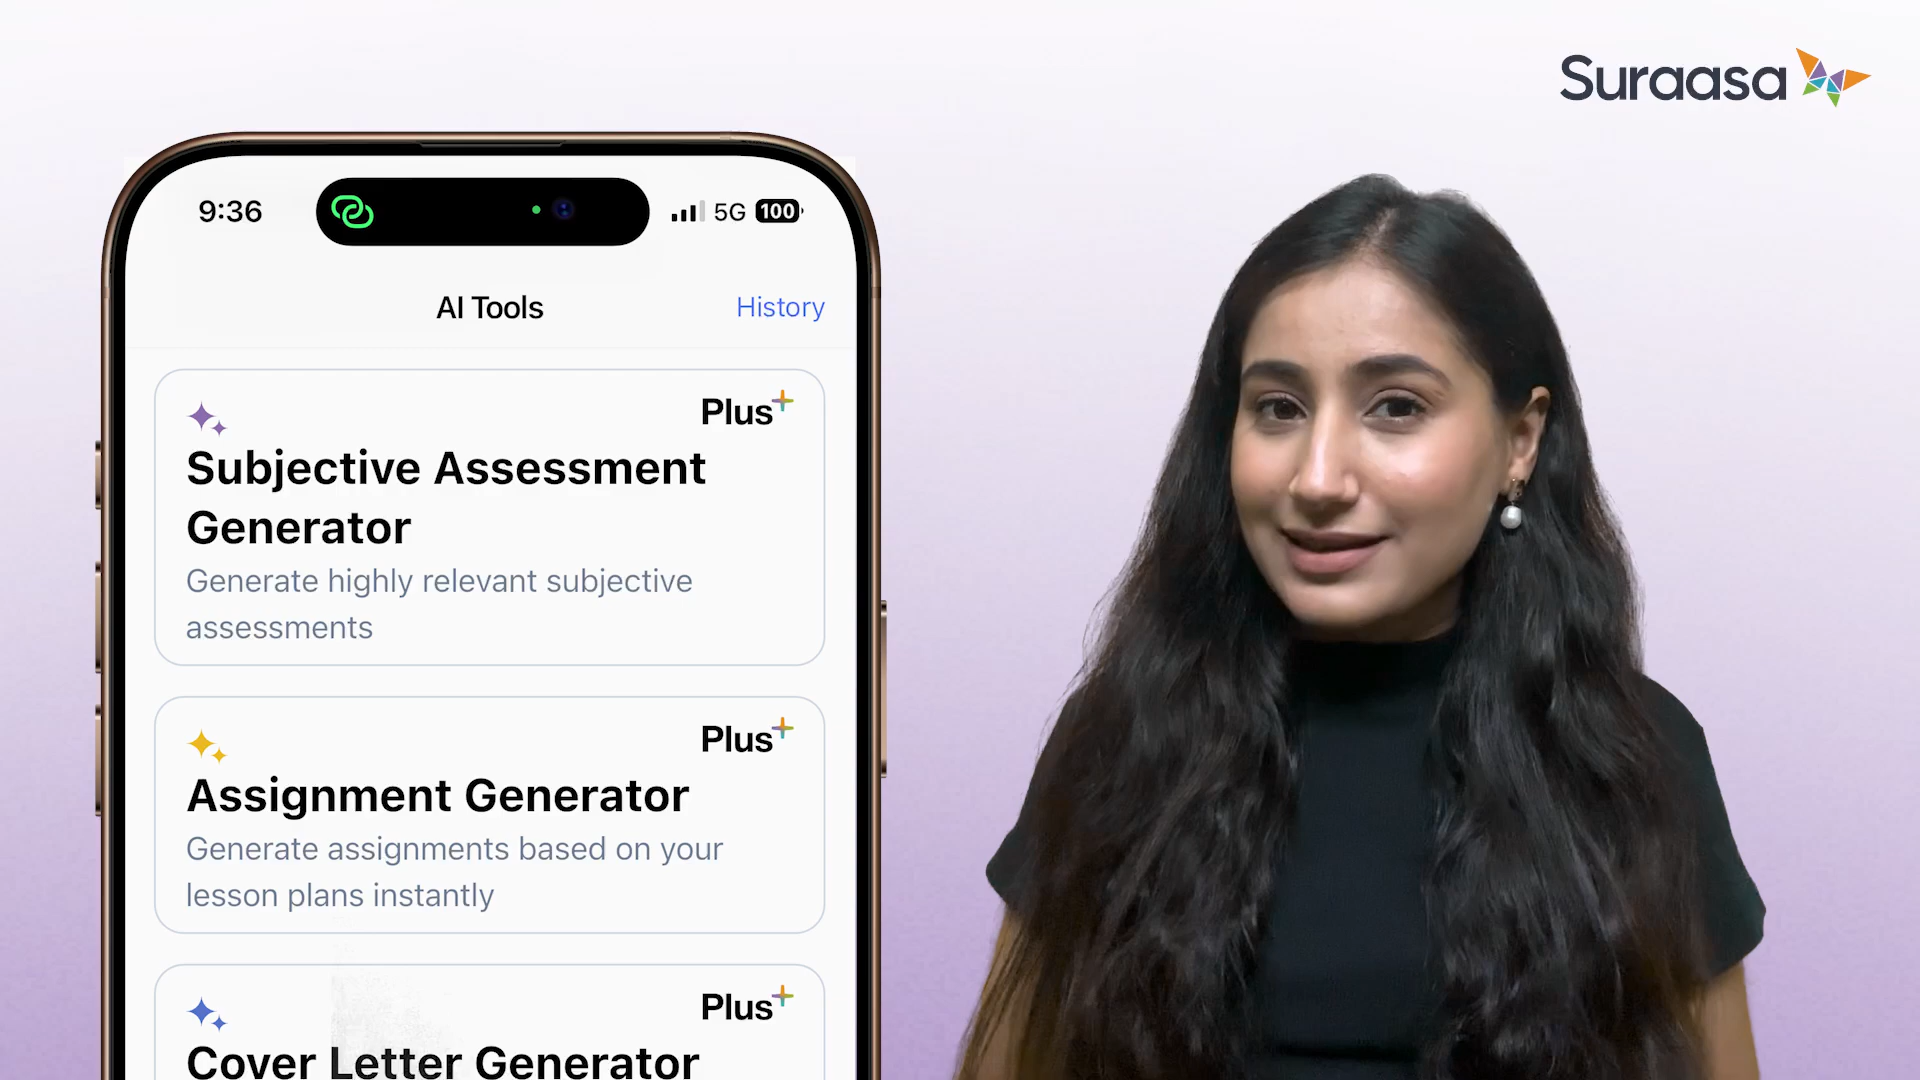 Suraasa
9:36
5G 100
AI Tools
History
Plus+
Subjective Assessment
Generator
Generate highly relevant subjective
assessments
Plus+
Assignment Generator
Generate assignments based on your
lesson plans instantly
Plus+
Cover Letter Generator